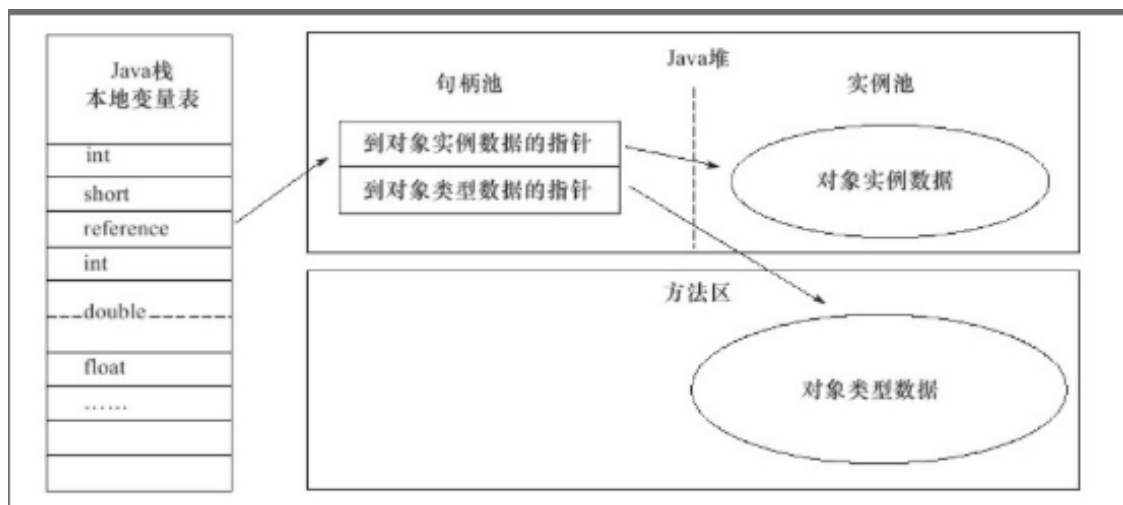 Java栈
本地变量表
int
short
reference
int
double
float
……
Java堆
句柄池
实例池
到对象实例数据的指针
到对象类型数据的指针
对象实例数据
方法区
对象类型数据